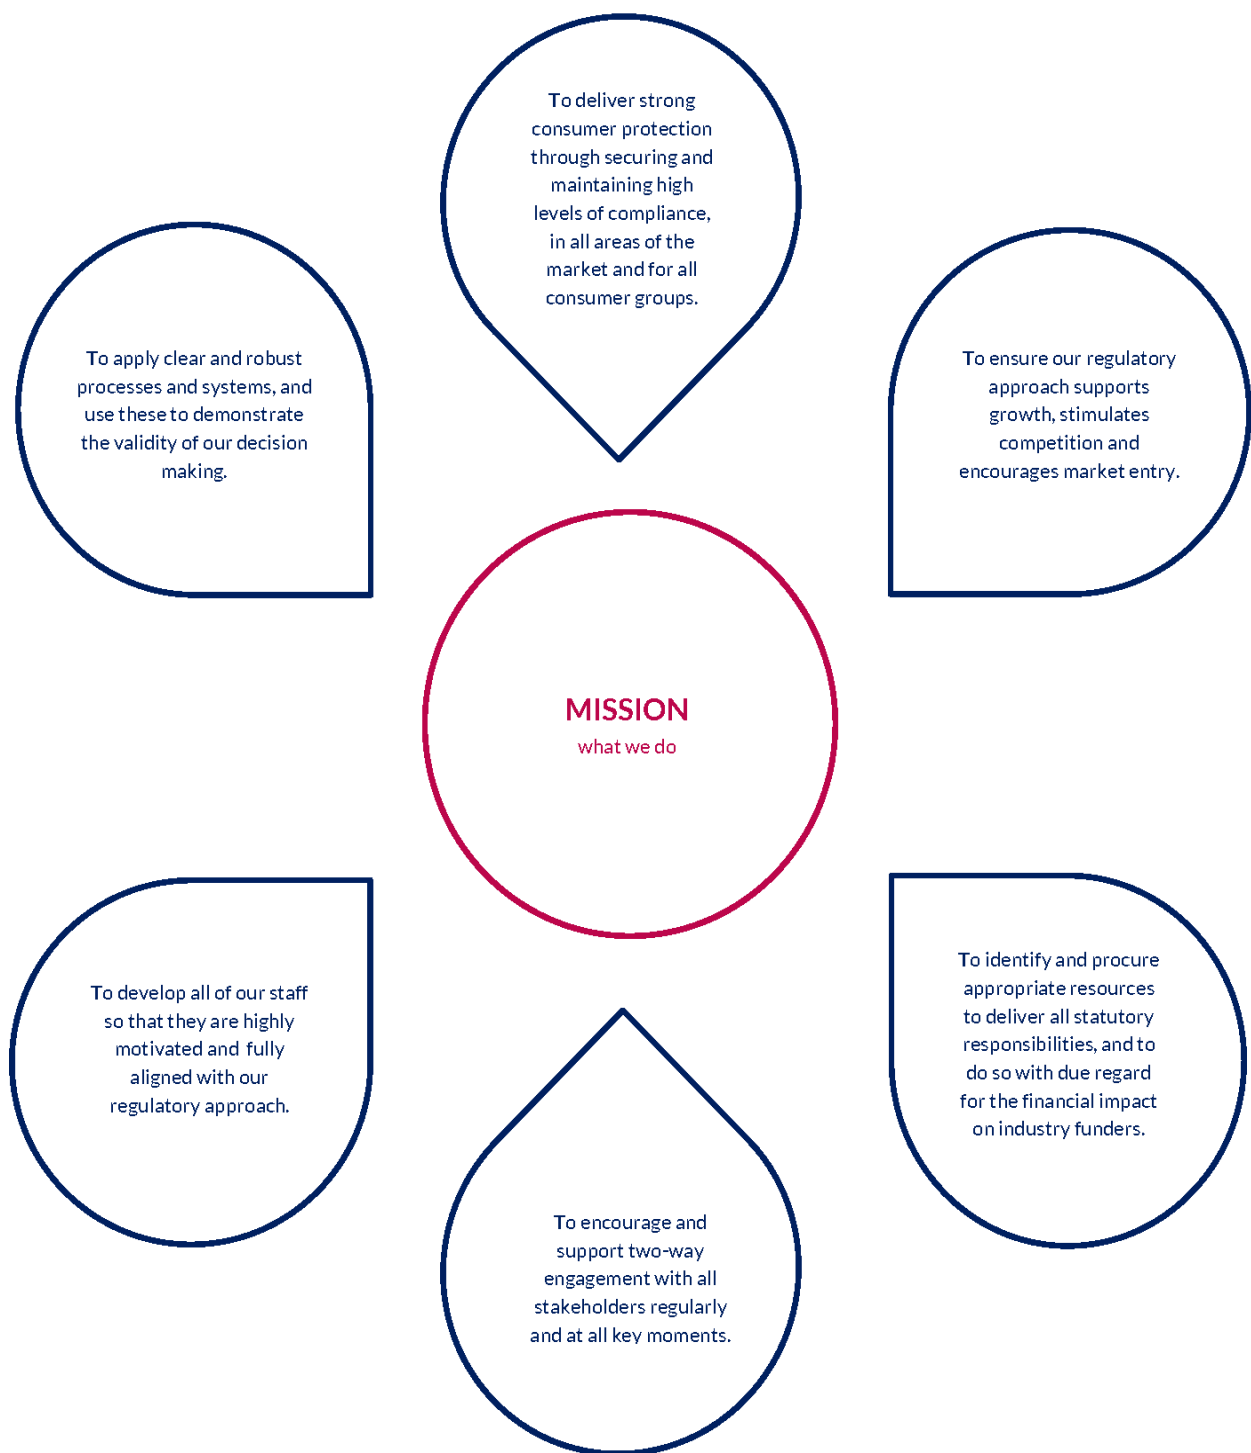 To deliver strong
consumer protection
through securing and
maintaining high
levels of compliance,
in all areas of the
market and for all
consumer groups.
To apply clear and robust
processes and systems, and
use these to demonstrate
the validity of our decision
making.
To ensure our regulatory
approach supports
growth, stimulates
competition and
encourages market entry.
MISSION
what we do
To develop all of our staff
so that they are highly
motivated and fully
aligned with our
regulatory approach.
To identify and procure
appropriate resources
to deliver all statutory
responsibilities, and to
do so with due regard
for the financial impact
on industry funders.
To encourage and
support two-way
engagement with all
stakeholders regularly
and at all key moments.